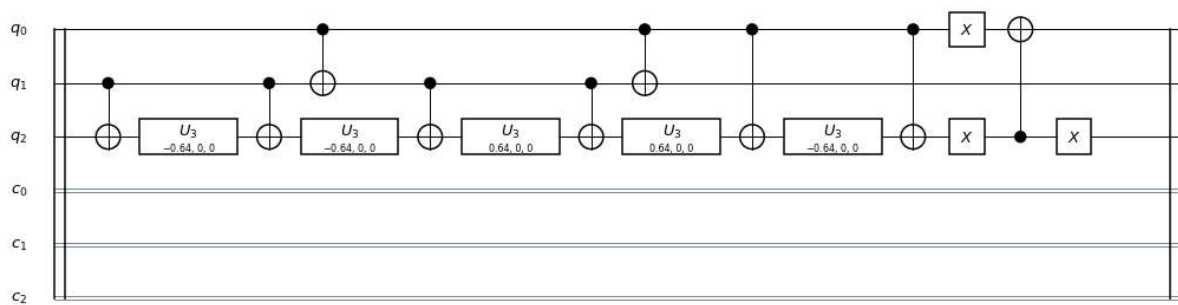 q₀ X
q₁
q₂ U₃ −0.64, 0, 0 U₃ −0.64, 0, 0 U₃ 0.64, 0, 0 U₃ 0.64, 0, 0 U₃ −0.64, 0, 0 X X
c₀
c₁
c₂